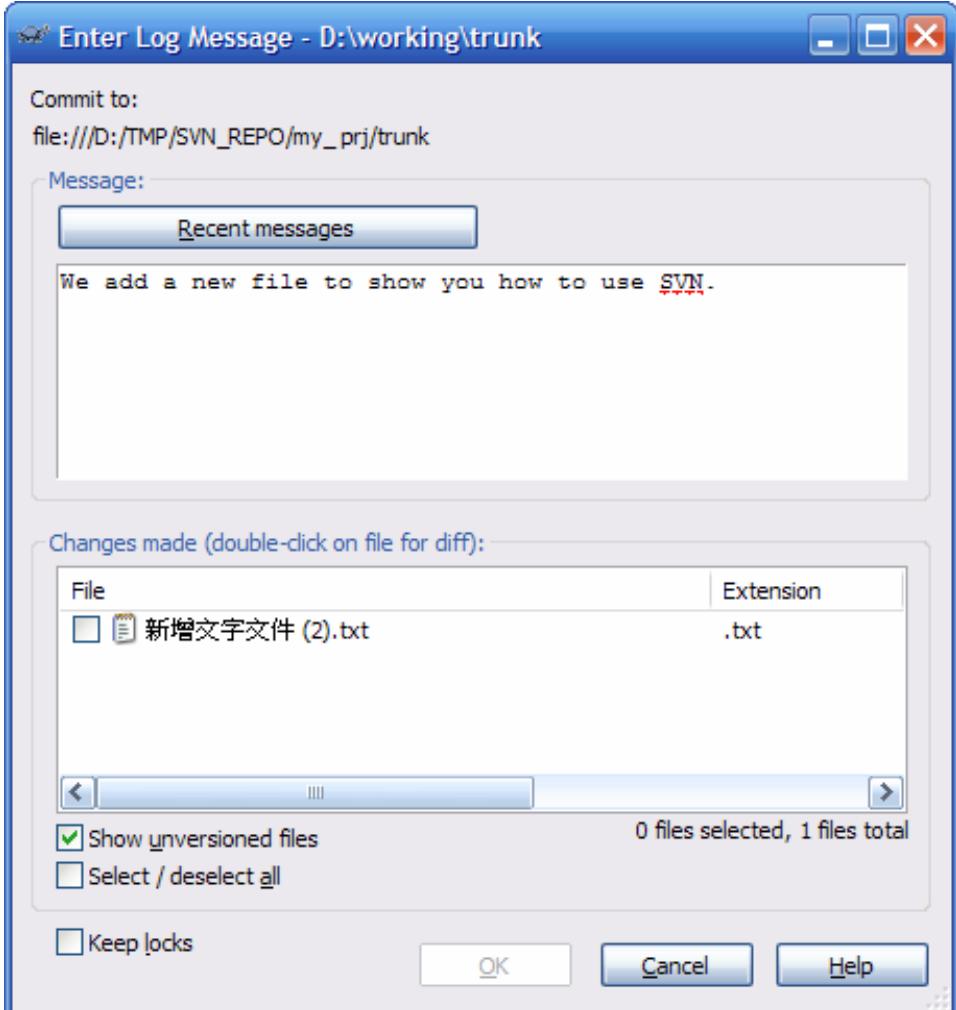 Enter Log Message - D:\working\trunk
Commit to:
file:///D:/TMP/SVN_REPO/my_prj/trunk
Message:
Recent messages
We add a new file to show you how to use SVN.
Changes made (double-click on file for diff):
File Extension
新增文字文件 (2).txt .txt
Show unversioned files
0 files selected, 1 files total
Select / deselect all
Keep locks
OK Cancel Help